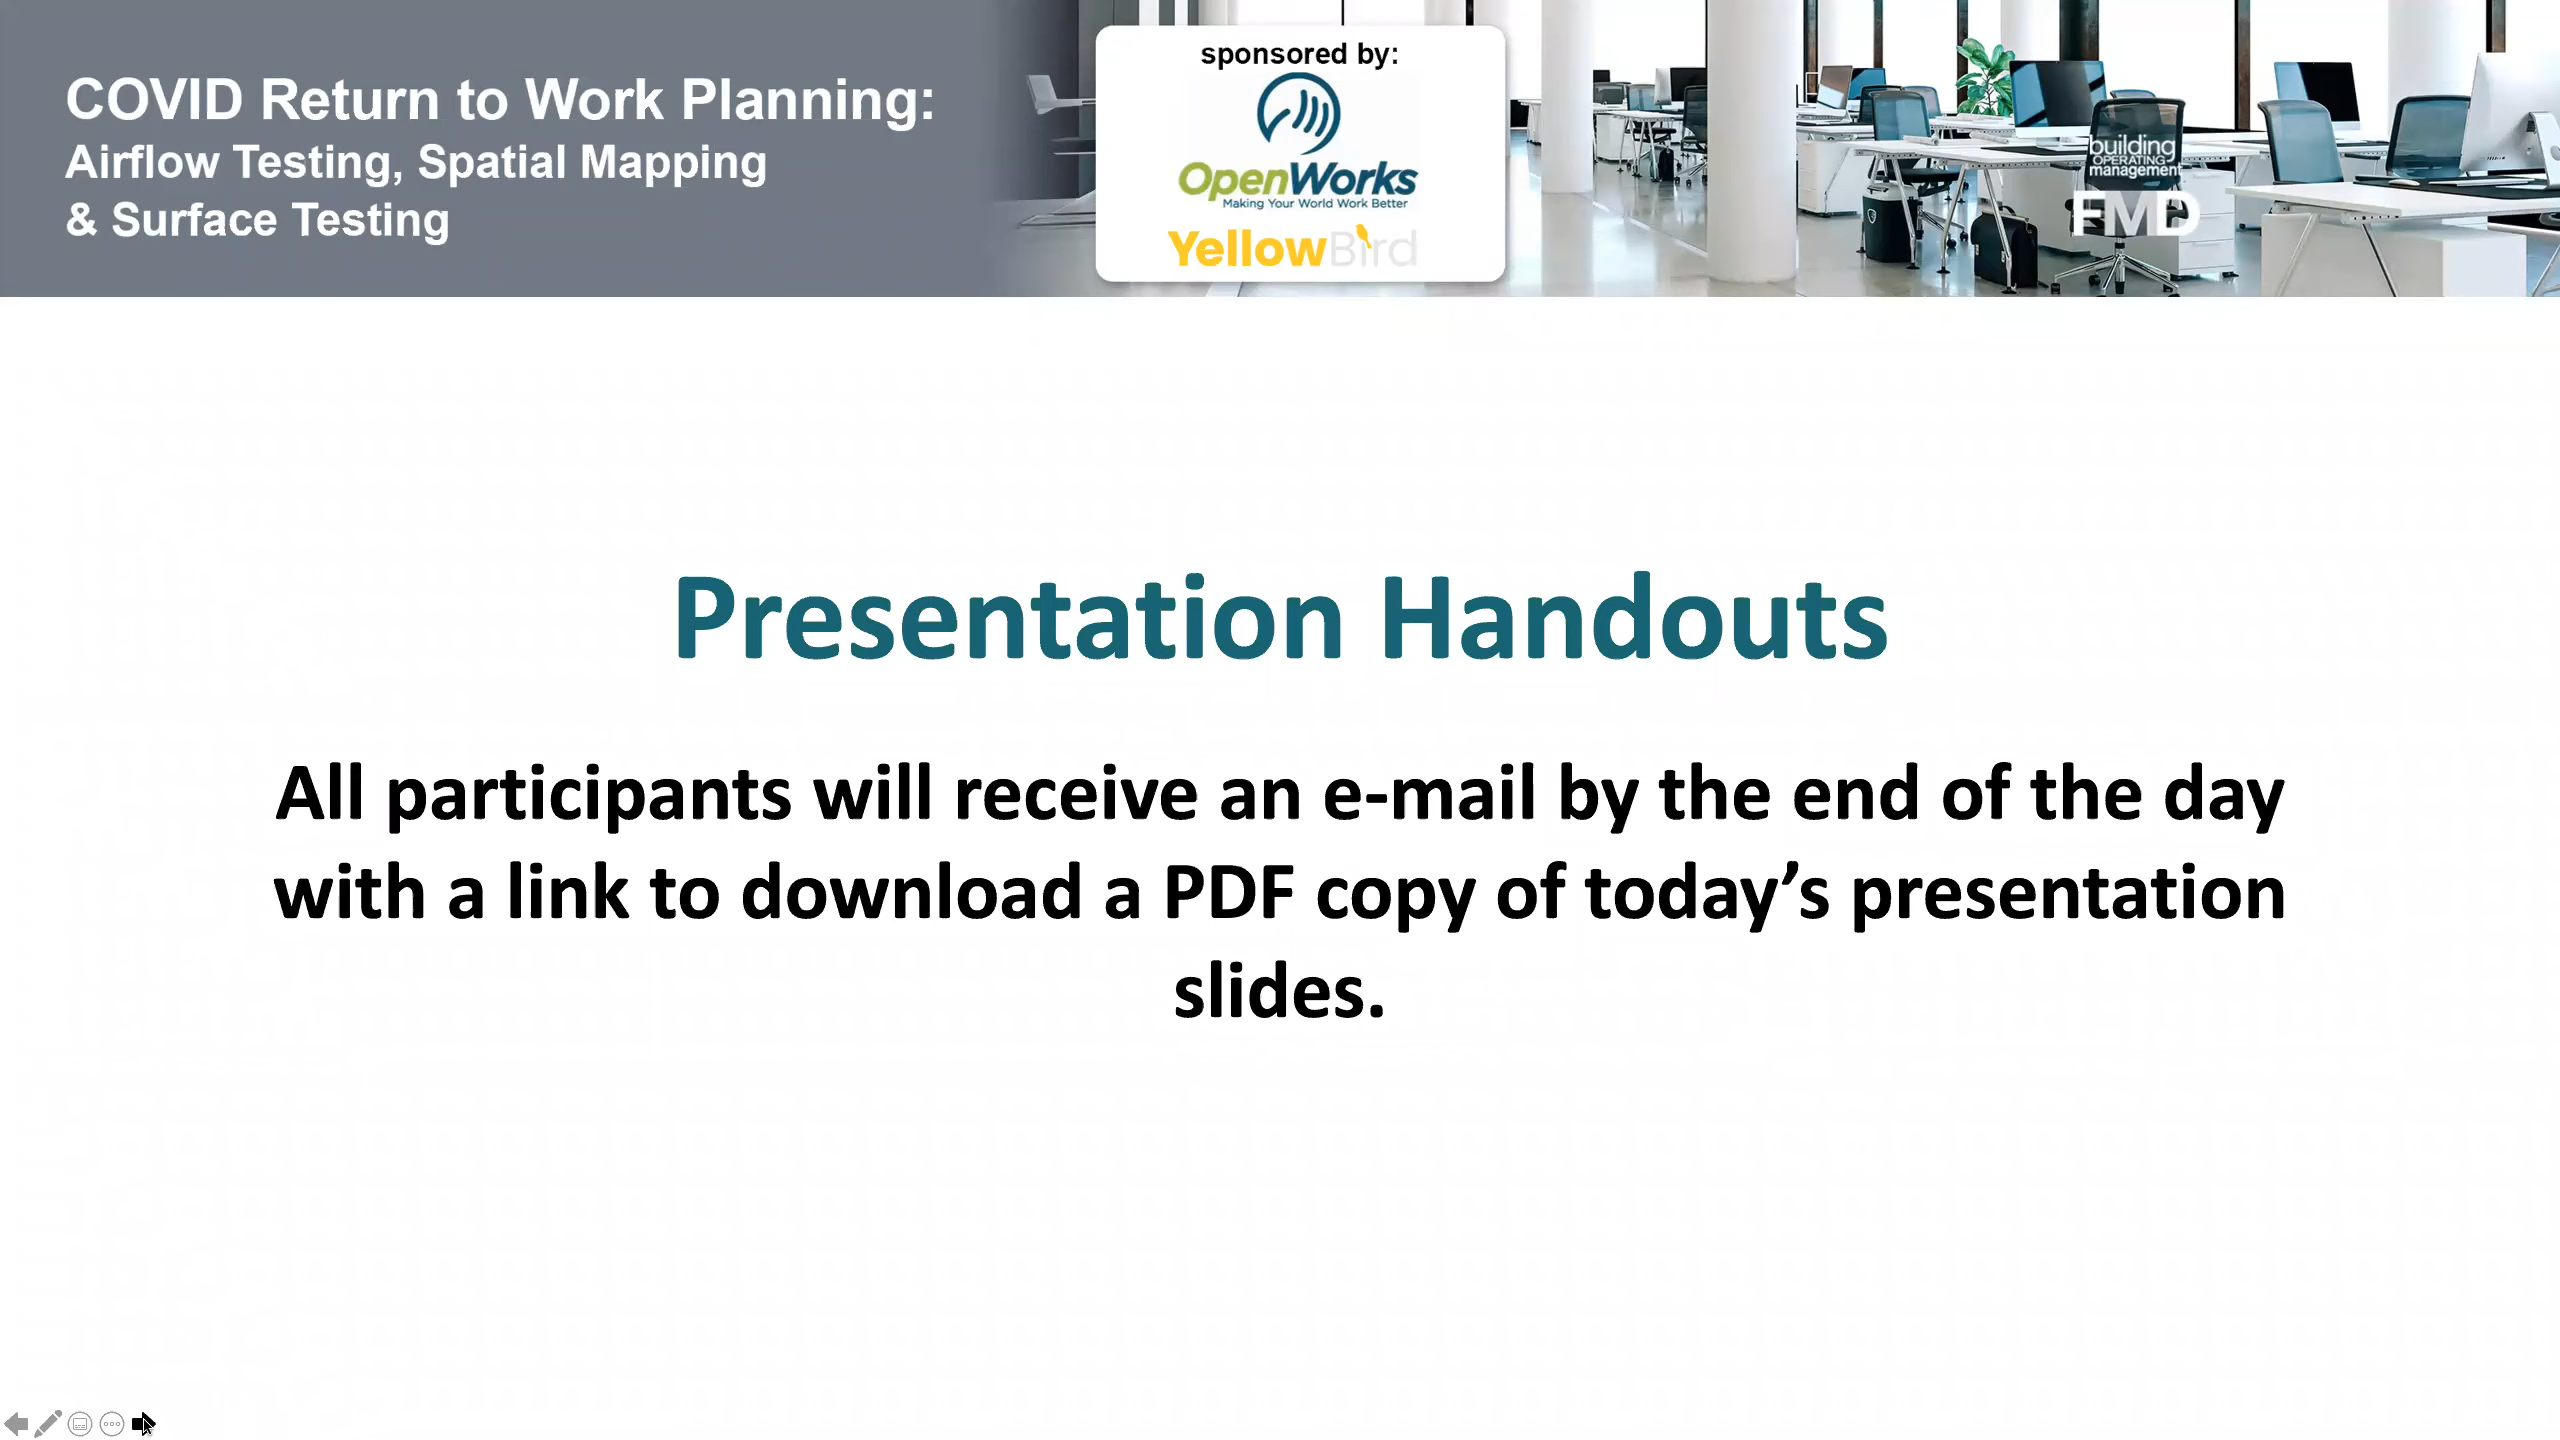 COVID Return to Work Planning:
Airflow Testing, Spatial Mapping
& Surface Testing
sponsored by:
OpenWorks
Making Your World Work Better
YellowBird
building
OPERATING
management
FMD
Presentation Handouts
All participants will receive an e-mail by the end of the day
with a link to download a PDF copy of today’s presentation
slides.